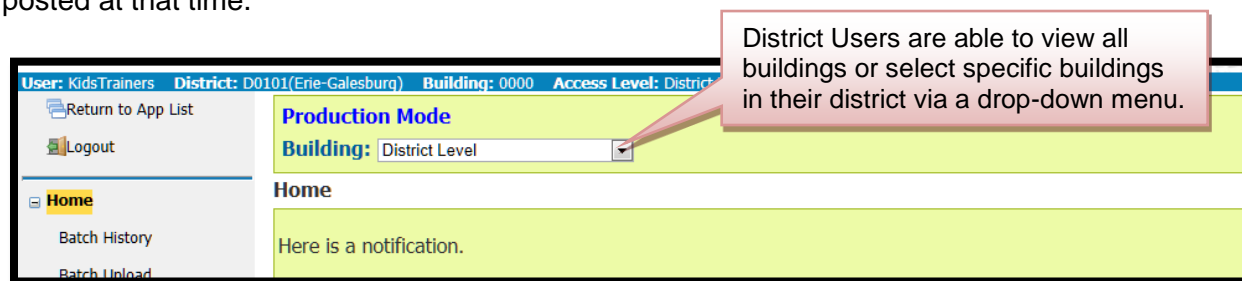 posted at that time.
District Users are able to view all
buildings or select specific buildings
in their district via a drop-down menu.
User: KidsTrainers District: D0101(Erie-Galesburg) Building: 0000 Access Level: District
Return to App List
Logout
Production Mode
Building: District Level
Home
Batch History
Batch Upload
Home
Here is a notification.